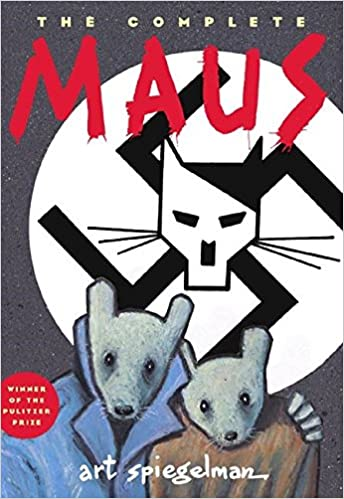 THE COMPLETE
MAUS
WINNER
OF THE
PULITZER
PRIZE
art spiegelman